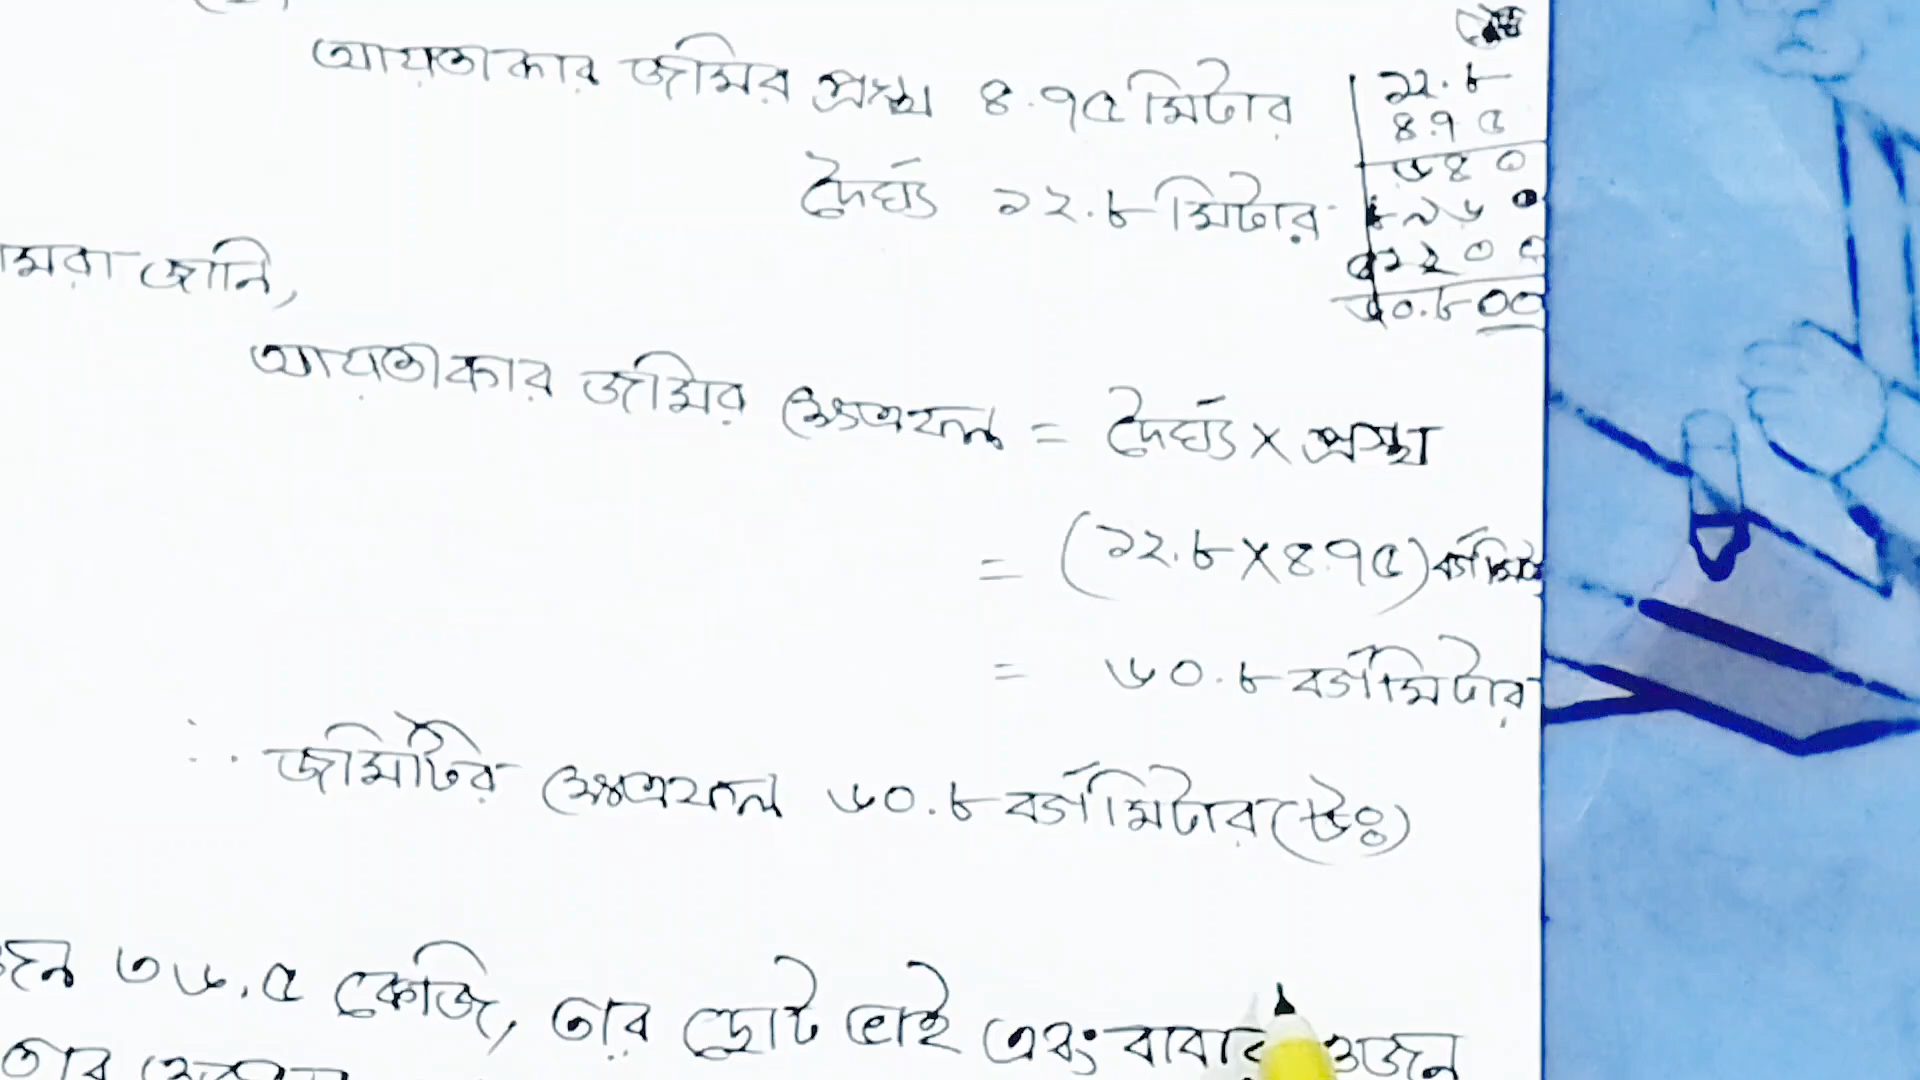 আয়তাকার জমির প্রস্থ ৪.৭৫ মিটার
দৈর্ঘ্য ১২.৮ মিটার
১২.৮
৪.৭৫
৬৪০
৮৯৬০
৫১২০০
৬০.৮০০
আমরা জানি,
আয়তাকার জমির ক্ষেত্রফল = দৈর্ঘ্য × প্রস্থ
= (১২.৮ × ৪.৭৫) বর্গমিটার
= ৬০.৮ বর্গমিটার
∴ জমিটির ক্ষেত্রফল ৬০.৮ বর্গমিটার (উঃ)
৩৬.৫ কেজি, তার ছোট ভাই এবং বাবার ওজন
তার